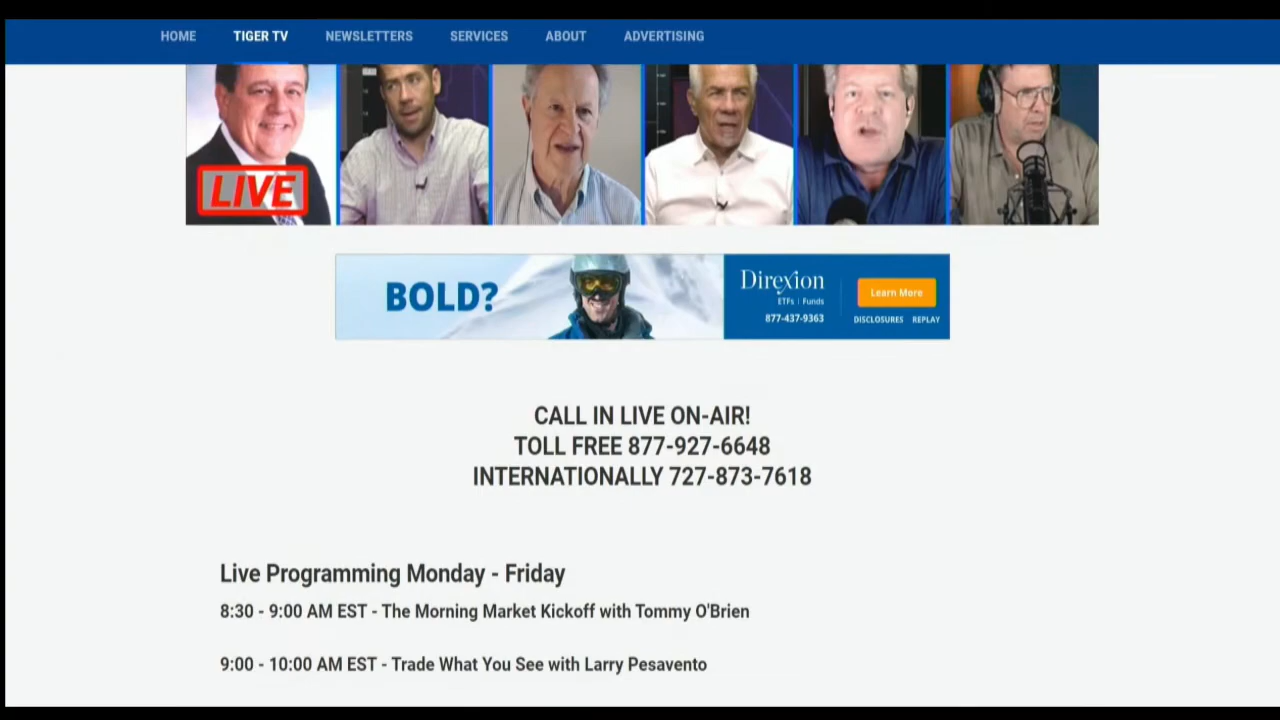 HOME TIGER TV NEWSLETTERS SERVICES ABOUT ADVERTISING
LIVE
BOLD?
Direxion
ETFs | Funds
877-437-9363
Learn More
DISCLOSURES REPLAY
CALL IN LIVE ON-AIR!
TOLL FREE 877-927-6648
INTERNATIONALLY 727-873-7618
Live Programming Monday - Friday
8:30 - 9:00 AM EST - The Morning Market Kickoff with Tommy O'Brien
9:00 - 10:00 AM EST - Trade What You See with Larry Pesavento